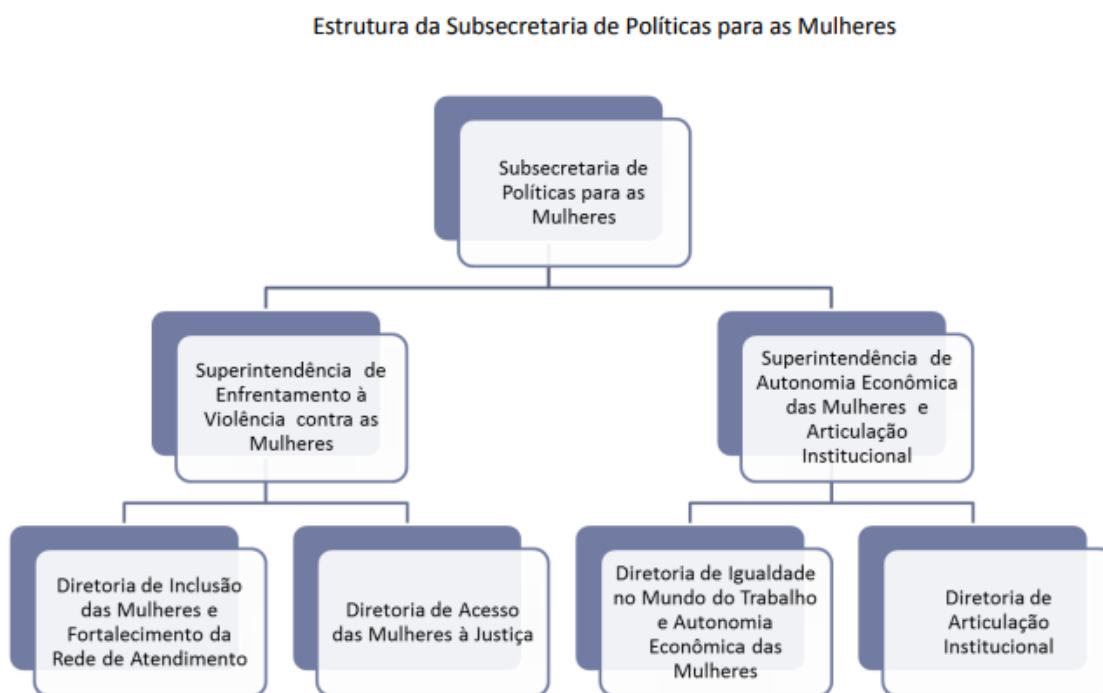 Estrutura da Subsecretaria de Políticas para as Mulheres
Subsecretaria de
Políticas para as
Mulheres
Superintendência de
Enfrentamento à
Violência contra as
Mulheres
Superintendência de
Autonomia Econômica
das Mulheres e
Articulação
Institucional
Diretoria de Inclusão
das Mulheres e
Fortalecimento da
Rede de Atendimento
Diretoria de Acesso
das Mulheres à Justiça
Diretoria de Igualdade
no Mundo do Trabalho
e Autonomia
Econômica das
Mulheres
Diretoria de
Articulação
Institucional